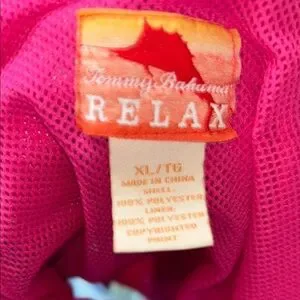 Tommy Bahama
RELAX
XL/TG
MADE IN CHINA
SHELL:
100% POLYESTER
LINER:
100% POLYESTER
COPYRIGHTED
PRINT